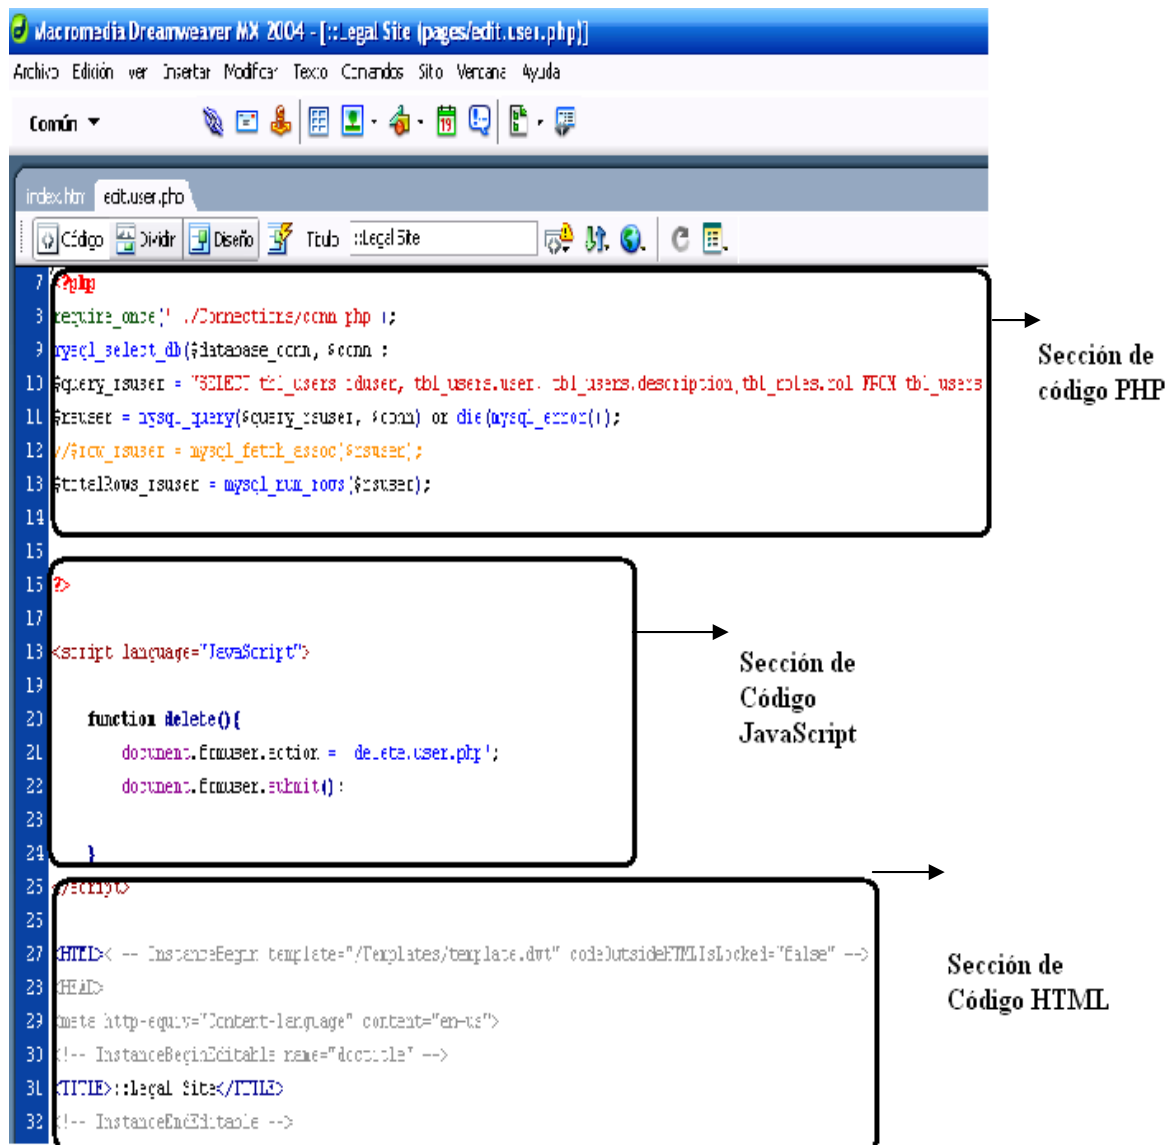 Macromedia Dreamweaver MX 2004 - [::Legal Site (pages/edit.user.php)]
Archivo Edición Ver Insertar Modificar Texto Comandos Sitio Ventana Ayuda
Común
19
index.htm edit.user.php
Código Dividir Diseño Título ::Legal Site
7 <?php
8 require_once('../Connections/conn.php');
9 mysql_select_db($database_conn, $conn);
10 $query_rsuser = "SELECT tbl_users.iduser, tbl_users.user, tbl_users.description, tbl_roles.rol FROM tbl_users
11 $rsuser = mysql_query($query_rsuser, $conn) or die(mysql_error());
12 //$row_rsuser = mysql_fetch_assoc($rsuser);
13 $totalRows_rsuser = mysql_num_rows($rsuser);
14
15
16 ?>
17
18 <script language="JavaScript">
19
20 function delete(){
21 document.frmuser.action = 'delete.user.php';
22 document.frmuser.submit();
23
24 }
25 </script>
26
27 <HTML><!-- InstanceBegin template="/Templates/template.dwt" codeOutsideHTMLIsLocked="false" -->
28 <HEAD>
29 <meta http-equiv="Content-language" content="en-us">
30 <!-- InstanceBeginEditable name="doctitle" -->
31 <TITLE>::Legal Site</TITLE>
32 <!-- InstanceEndEditable -->
Sección de
código PHP
Sección de
Código
JavaScript
Sección de
Código HTML